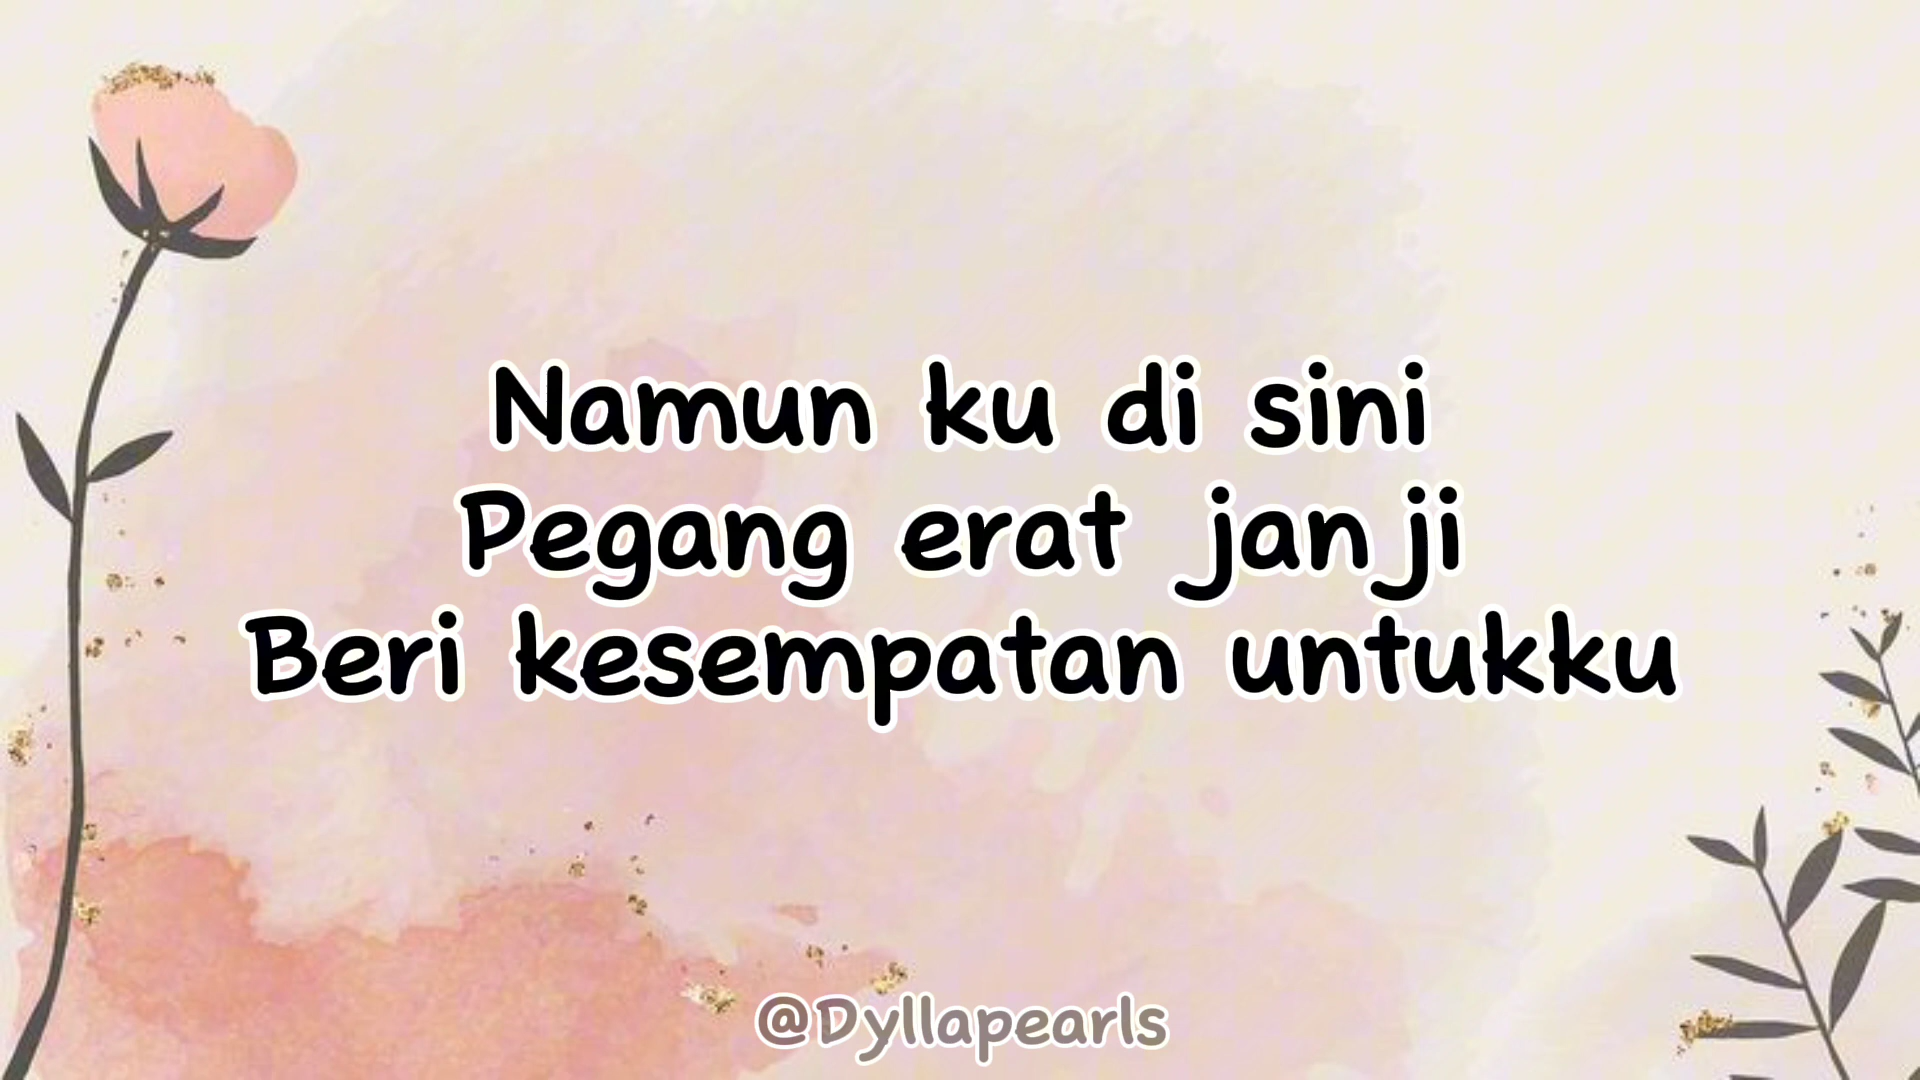 Namun ku di sini
Pegang erat janji
Beri kesempatan untukku
@Dyllapearls